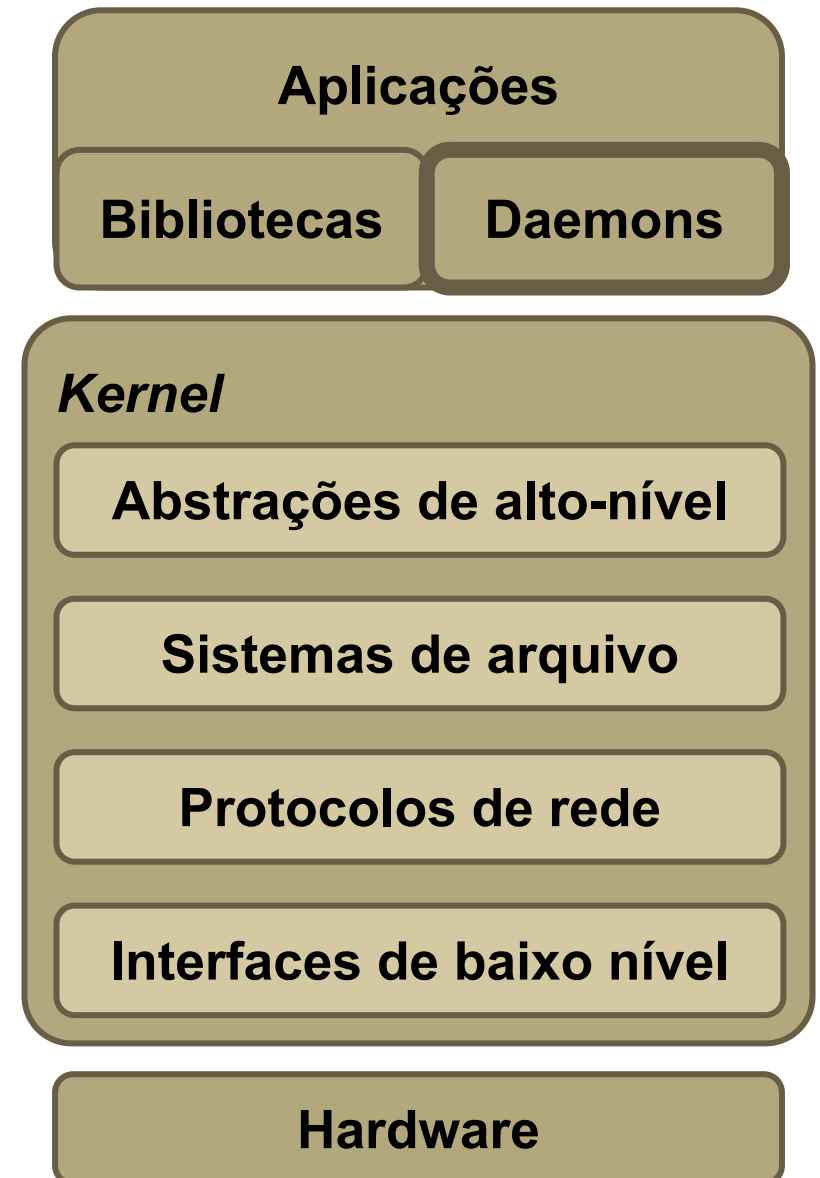 Aplicações
Bibliotecas Daemons
Kernel
Abstrações de alto-nível
Sistemas de arquivo
Protocolos de rede
Interfaces de baixo nível
Hardware